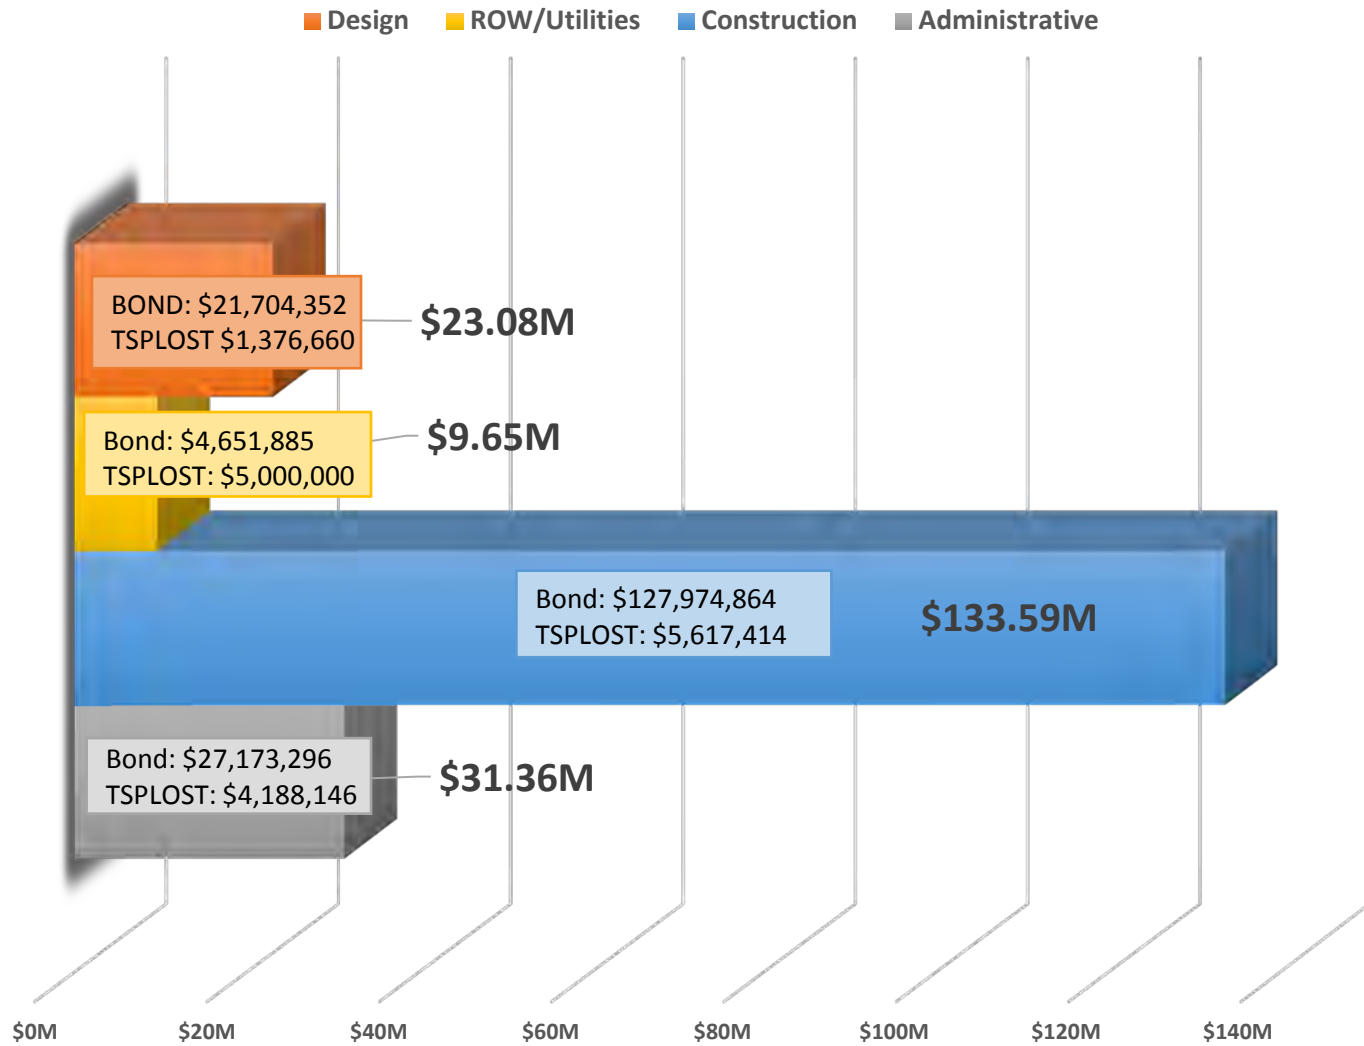 Design ROW/Utilities Construction Administrative
BOND: $21,704,352
TSPLOST $1,376,660
$23.08M
Bond: $4,651,885
TSPLOST: $5,000,000
$9.65M
Bond: $127,974,864
TSPLOST: $5,617,414
$133.59M
Bond: $27,173,296
TSPLOST: $4,188,146
$31.36M
$0M $20M $40M $60M $80M $100M $120M $140M